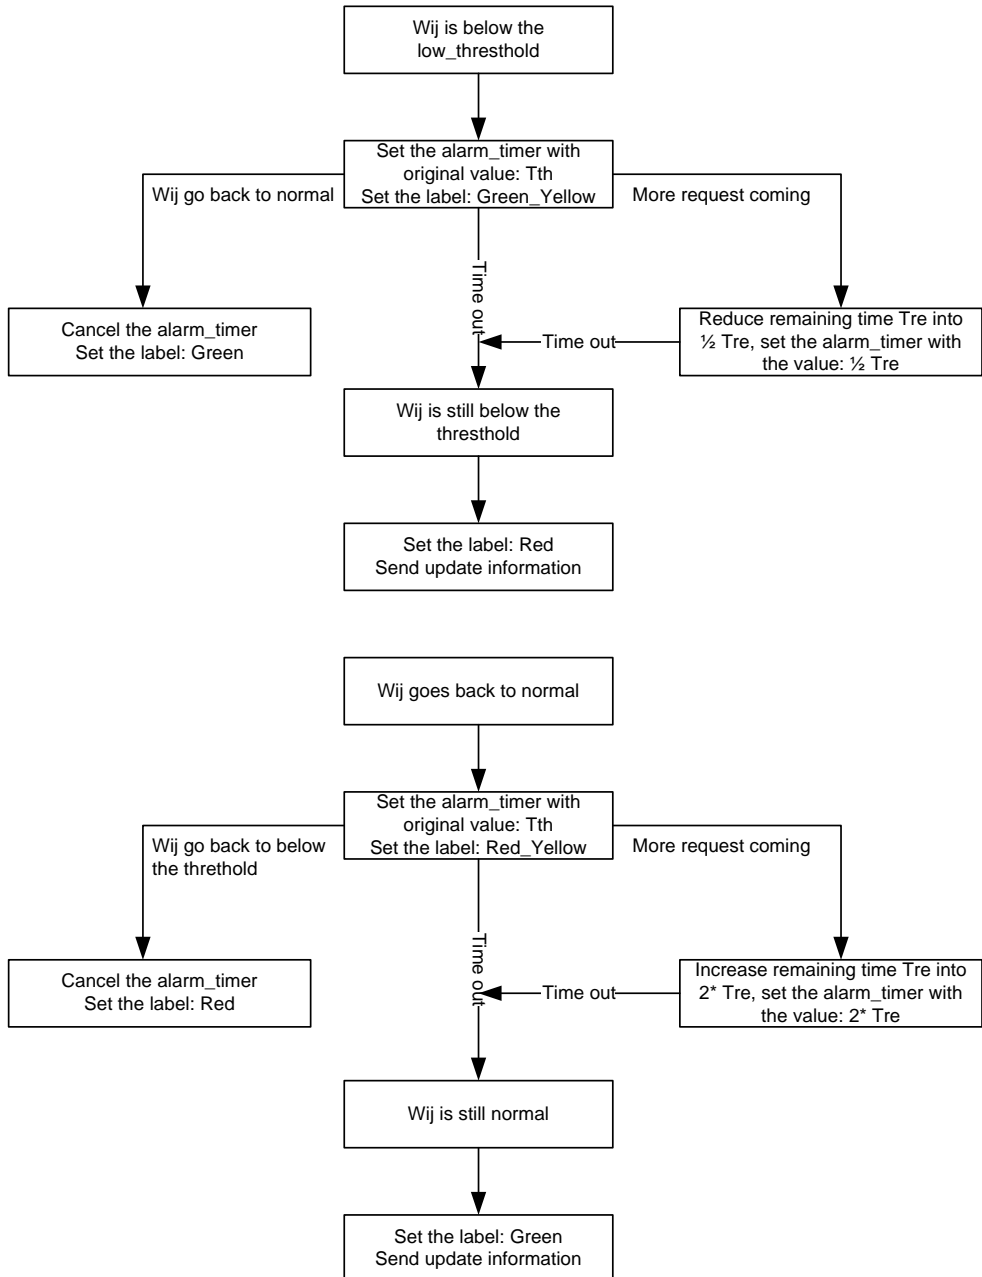 Wij is below the
low_thresthold
Set the alarm_timer with
original value: Tth
Set the label: Green_Yellow
Wij go back to normal
More request coming
Time out
Cancel the alarm_timer
Set the label: Green
Time out
Reduce remaining time Tre into
½ Tre, set the alarm_timer with
the value: ½ Tre
Wij is still below the
thresthold
Set the label: Red
Send update information
Wij goes back to normal
Set the alarm_timer with
original value: Tth
Set the label: Red_Yellow
Wij go back to below
the threthold
More request coming
Time out
Cancel the alarm_timer
Set the label: Red
Time out
Increase remaining time Tre into
2* Tre, set the alarm_timer with
the value: 2* Tre
Wij is still normal
Set the label: Green
Send update information